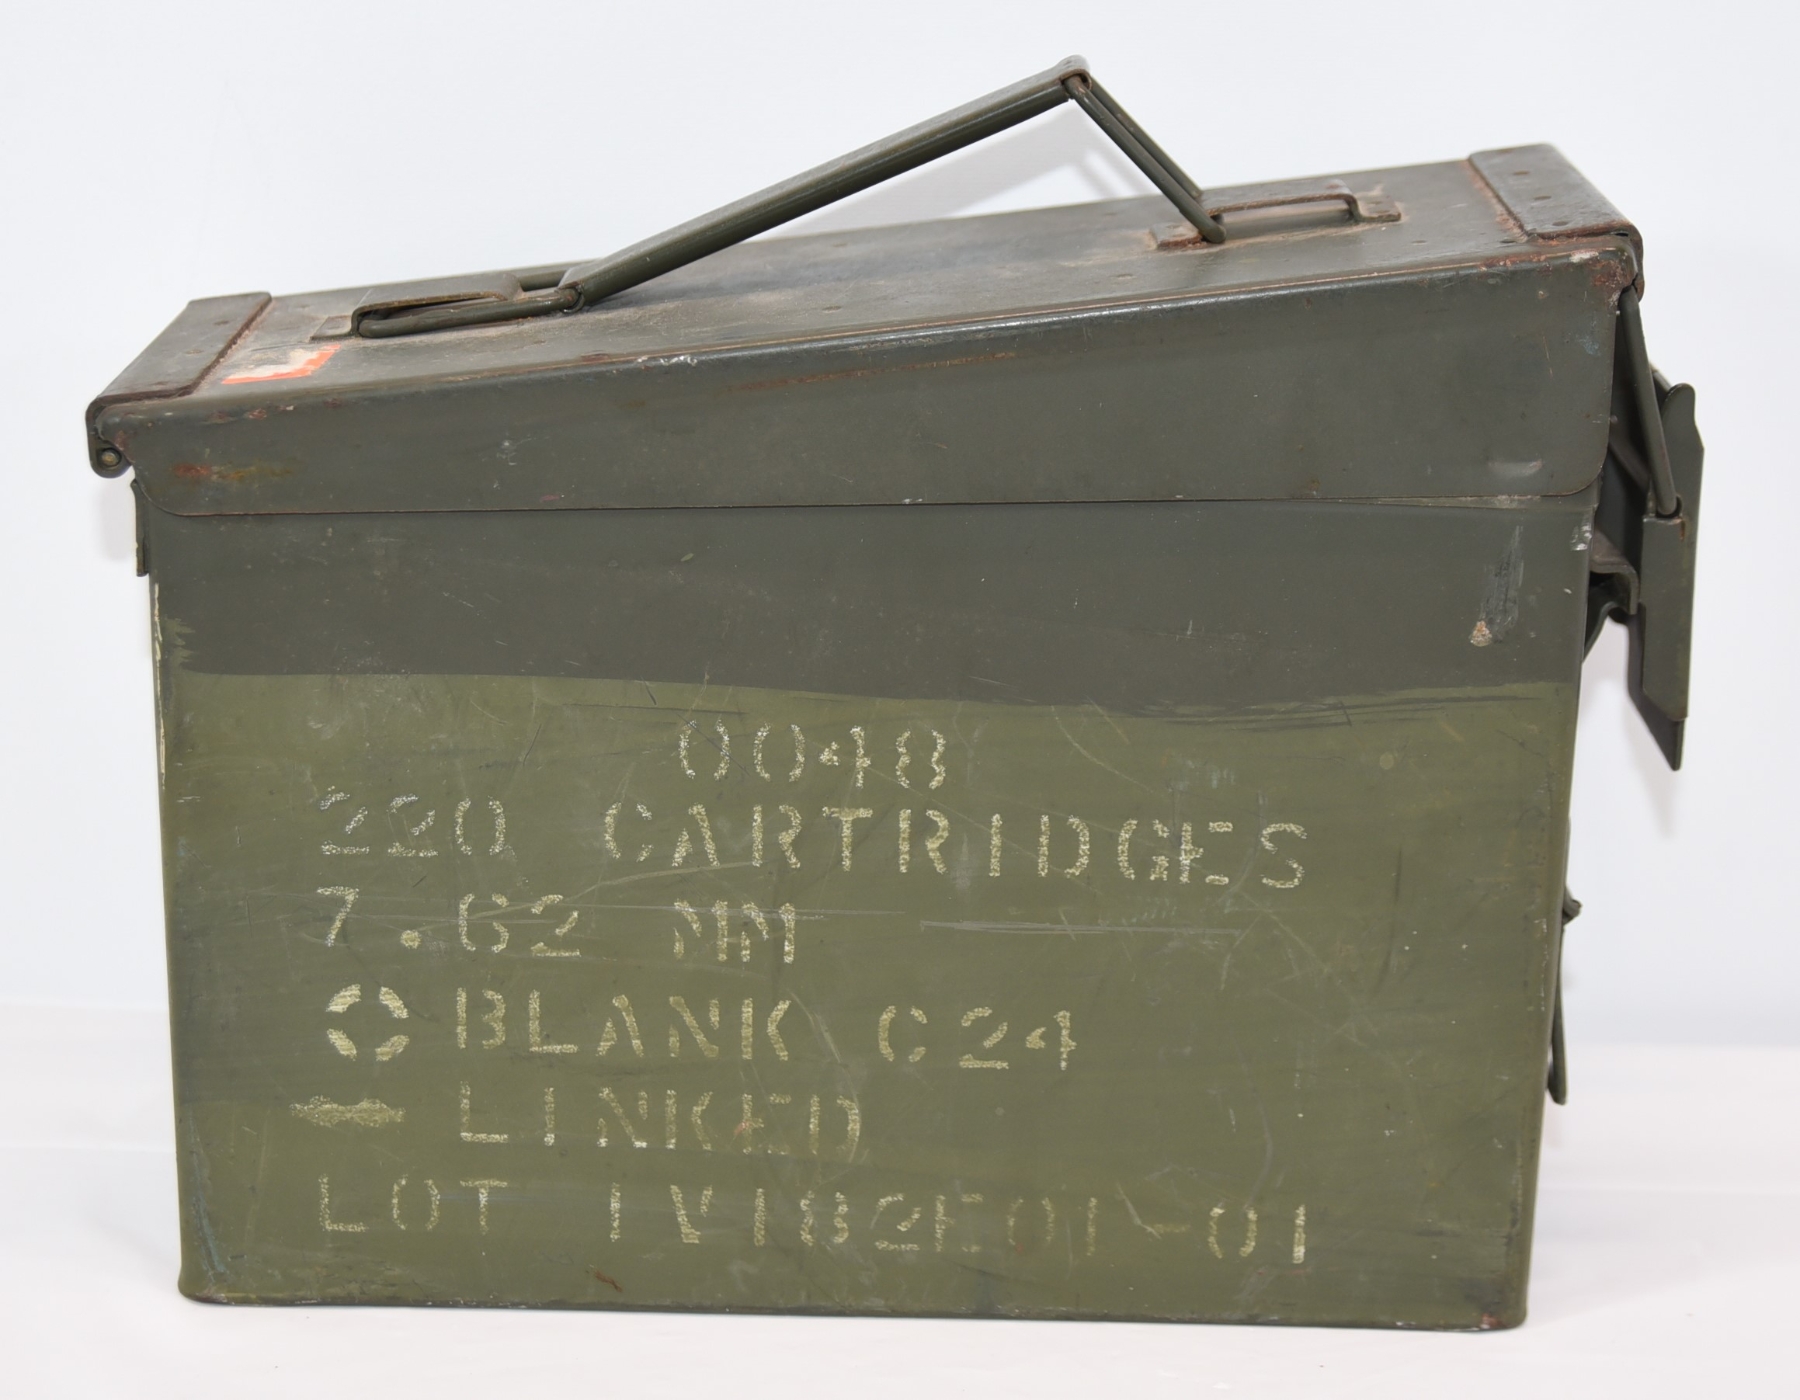 0048
220 CARTRIDGES
7.62 MM
BLANK C24
LINKED
LOT IVI82E01-01